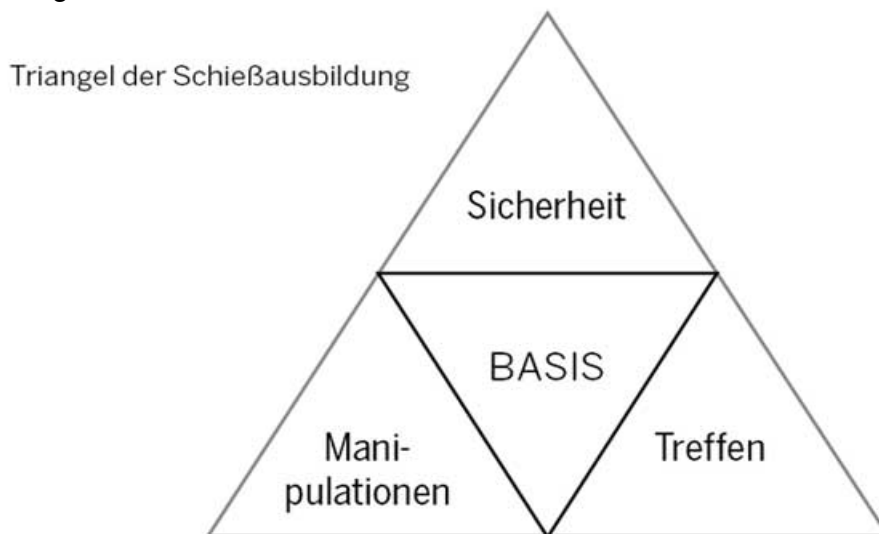 Triangel der Schießausbildung
Sicherheit
BASIS
Mani-
pulationen
Treffen